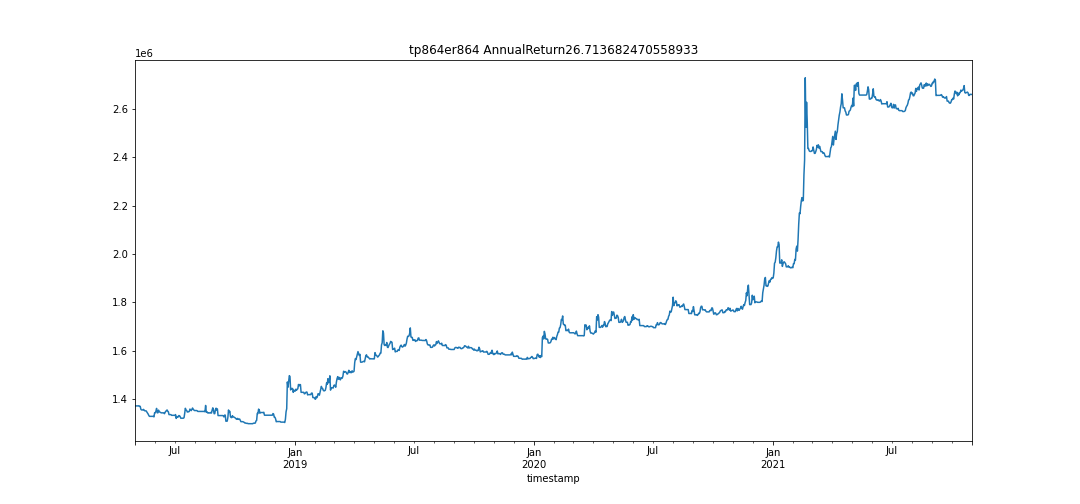 tp864er864 AnnualReturn26.713682470558933
1e6
2.6
2.4
2.2
2.0
1.8
1.6
1.4
Jul
Jan
2019
Jul
Jan
2020
Jul
Jan
2021
Jul
timestamp